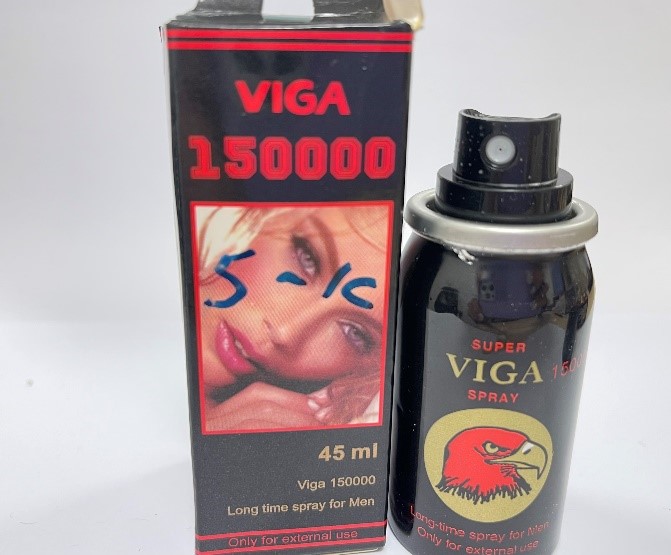 VIGA
150000
5-10
45 ml
Viga 150000
Long time spray for Men
Only for external use
SUPER
VIGA
SPRAY
Long-time spray for Men
Only for external use